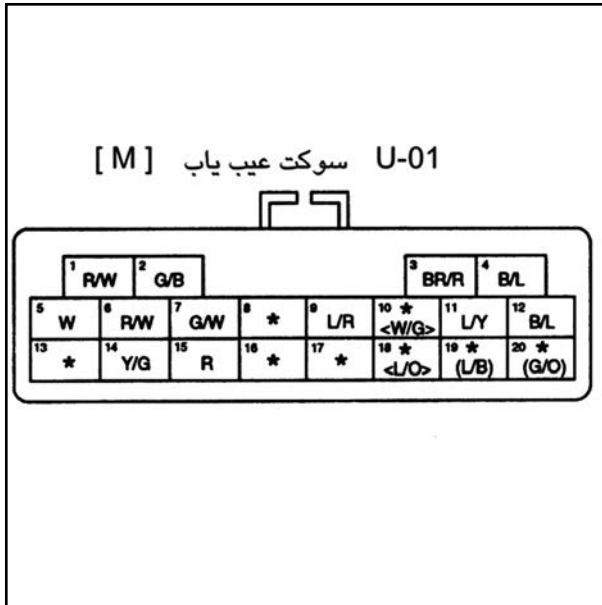 U-01 سوکت عیب یاب [ M ]
1 R/W 2 G/B 3 BR/R 4 B/L
5 W 6 R/W 7 G/W 8 * 9 L/R 10 * <W/G> 11 L/Y 12 B/L
13 * 14 Y/G 15 R 16 * 17 * 18 * <L/O> 19 * (L/B) 20 * (G/O)